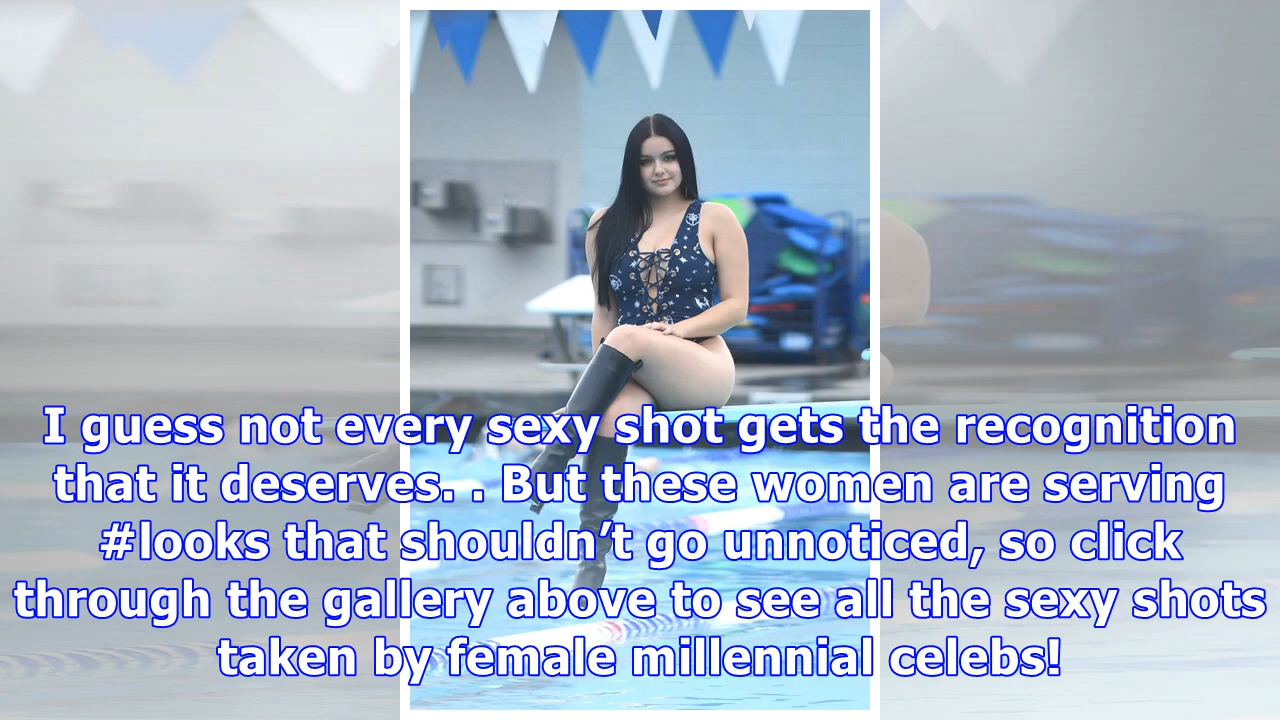 I guess not every sexy shot gets the recognition
that it deserves. . But these women are serving
#looks that shouldn’t go unnoticed, so click
through the gallery above to see all the sexy shots
taken by female millennial celebs!